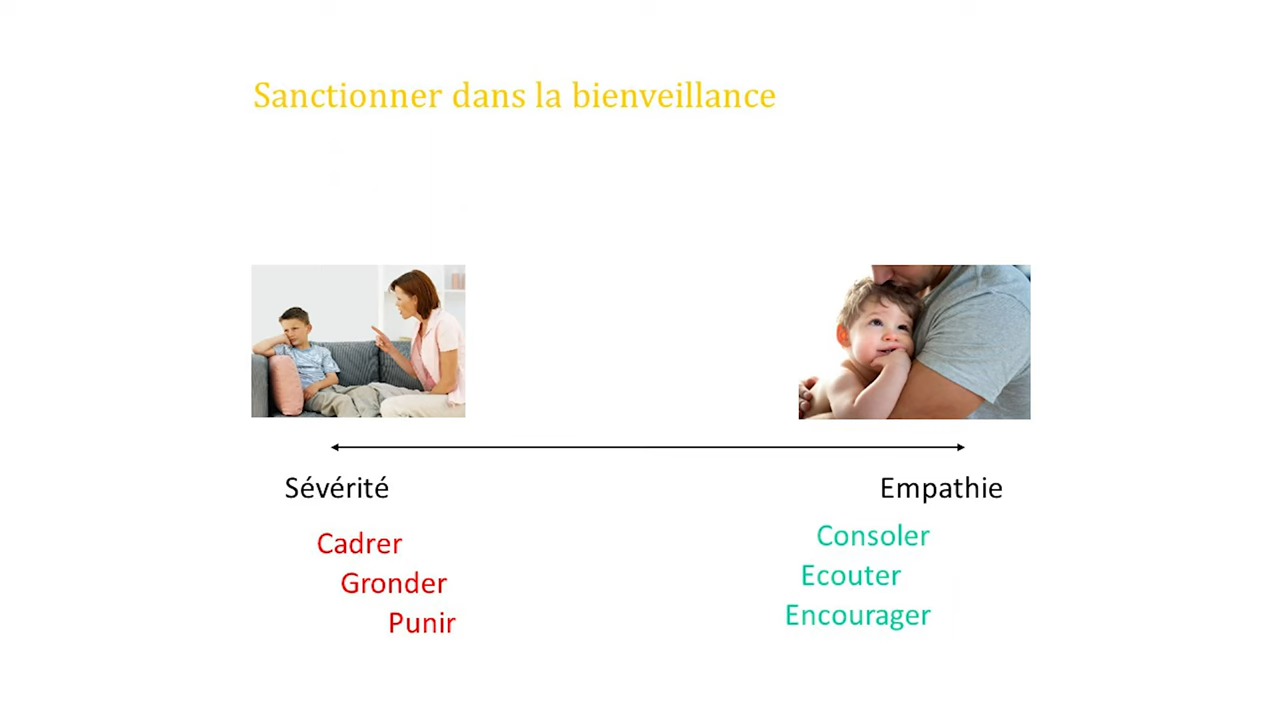 Sanctionner dans la bienveillance
Sévérité
Cadrer
Gronder
Punir
Empathie
Consoler
Ecouter
Encourager